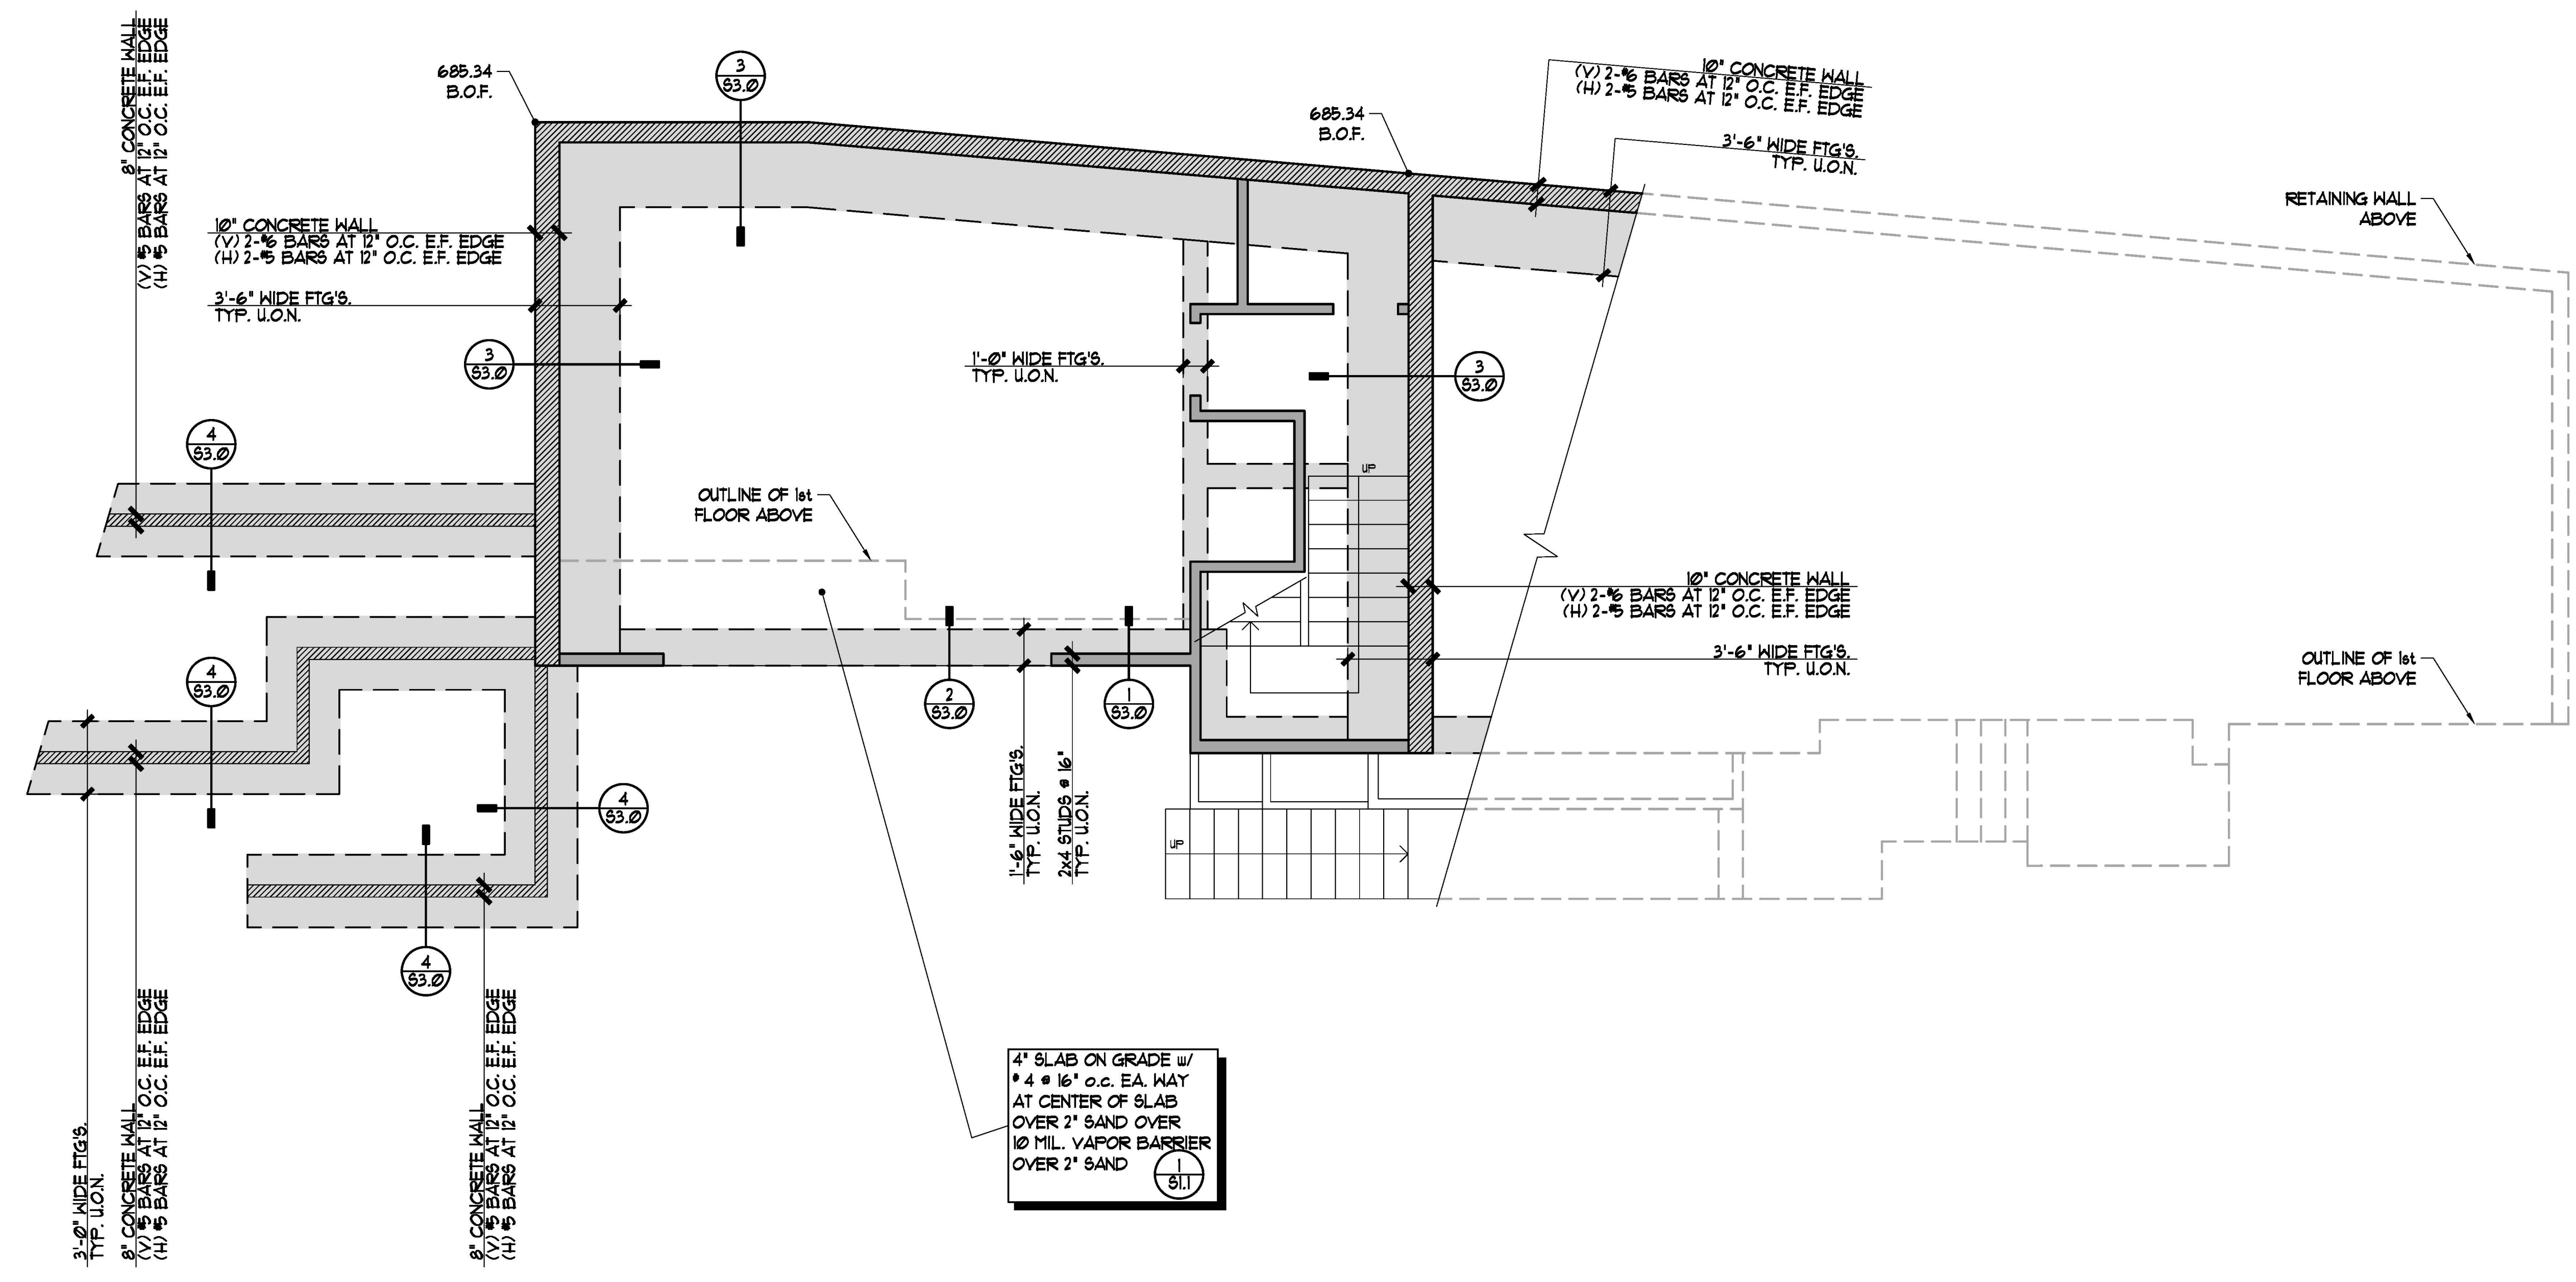 8" CONCRETE WALL
(V) #5 BARS AT 12" O.C. E.F. EDGE
(H) #5 BARS AT 12" O.C. E.F. EDGE
685.34
B.O.F.
3
S3.0
685.34
B.O.F.
10" CONCRETE WALL
(V) 2-#6 BARS AT 12" O.C. E.F. EDGE
(H) 2-#5 BARS AT 12" O.C. E.F. EDGE
3'-6" WIDE FTG'S.
TYP. U.O.N.
RETAINING WALL
ABOVE
10" CONCRETE WALL
(V) 2-#6 BARS AT 12" O.C. E.F. EDGE
(H) 2-#5 BARS AT 12" O.C. E.F. EDGE
3'-6" WIDE FTG'S.
TYP. U.O.N.
3
S3.0
1'-0" WIDE FTG'S.
TYP. U.O.N.
3
S3.0
4
S3.0
UP
OUTLINE OF 1st
FLOOR ABOVE
10" CONCRETE WALL
(V) 2-#6 BARS AT 12" O.C. E.F. EDGE
(H) 2-#5 BARS AT 12" O.C. E.F. EDGE
3'-6" WIDE FTG'S.
TYP. U.O.N.
OUTLINE OF 1st
FLOOR ABOVE
4
S3.0
2
S3.0
1
S3.0
4
S3.0
1'-6" WIDE FTG'S.
TYP. U.O.N.
2x4 STUDS @ 16"
TYP. U.O.N.
UP
4
S3.0
3'-0" WIDE FTG'S.
TYP. U.O.N.
8" CONCRETE WALL
(V) #5 BARS AT 12" O.C. E.F. EDGE
(H) #5 BARS AT 12" O.C. E.F. EDGE
8" CONCRETE WALL
(V) #5 BARS AT 12" O.C. E.F. EDGE
(H) #5 BARS AT 12" O.C. E.F. EDGE
4" SLAB ON GRADE w/
# 4 @ 16" o.c. EA. WAY
AT CENTER OF SLAB
OVER 2" SAND OVER
10 MIL. VAPOR BARRIER
OVER 2" SAND
1
S1.1